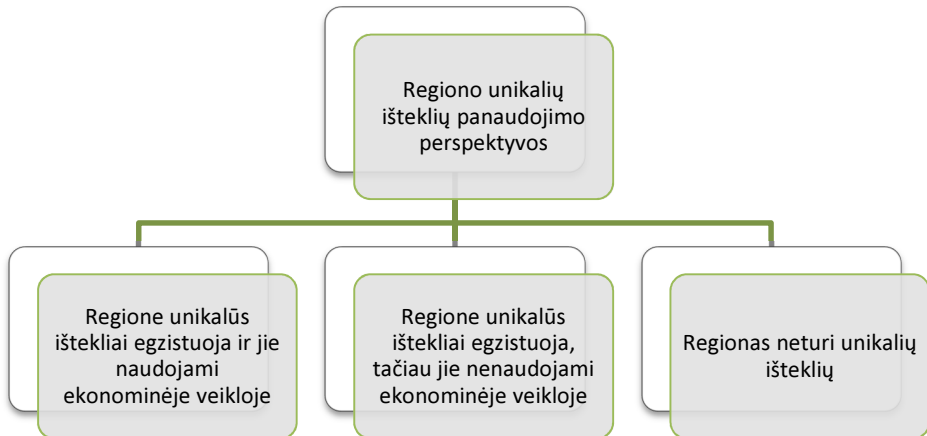 Regiono unikalių
išteklių panaudojimo
perspektyvos
Regione unikalūs
ištekliai egzistuoja ir jie
naudojami
ekonominėje veikloje
Regione unikalūs
ištekliai egzistuoja,
tačiau jie nenaudojami
ekonominėje veikloje
Regionas neturi unikalių
išteklių